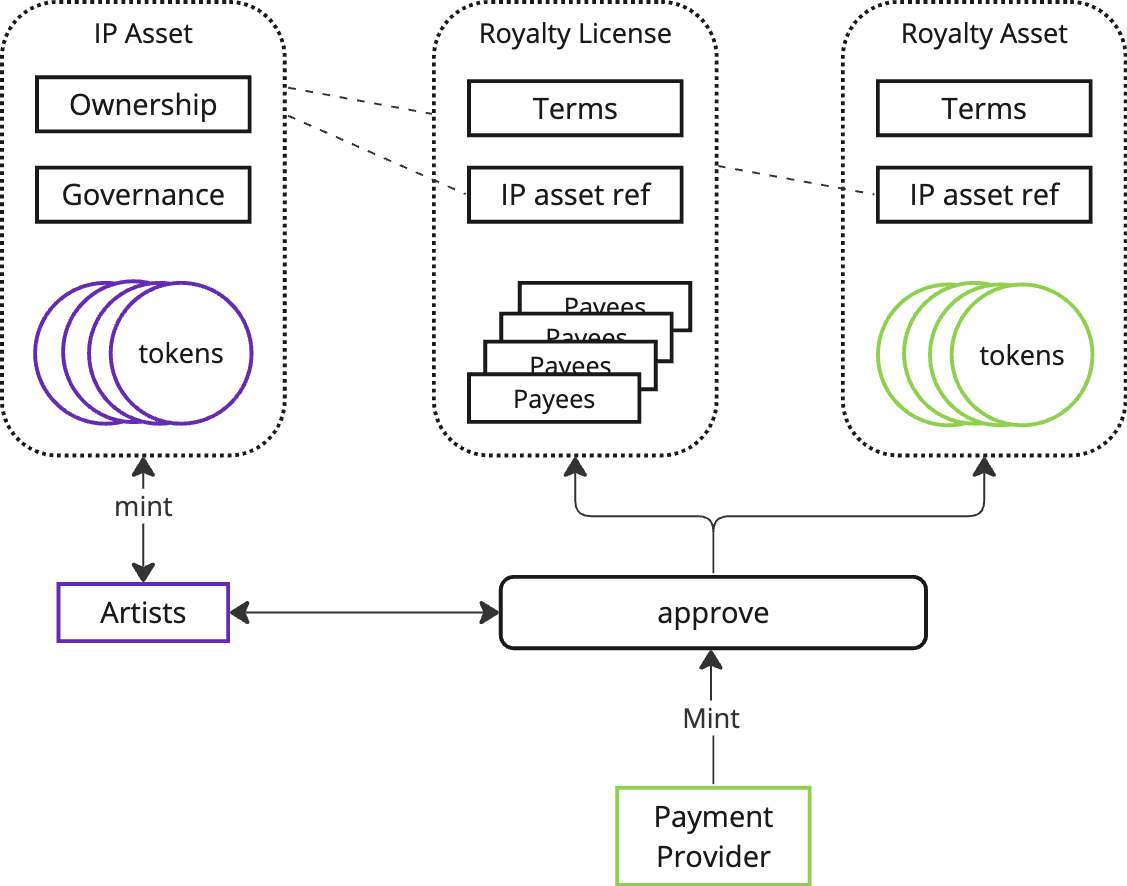 IP Asset
Ownership
Governance
tokens
Royalty License
Terms
IP asset ref
Payees
Payees
Payees
Payees
Royalty Asset
Terms
IP asset ref
tokens
mint
Artists
approve
Mint
Payment
Provider